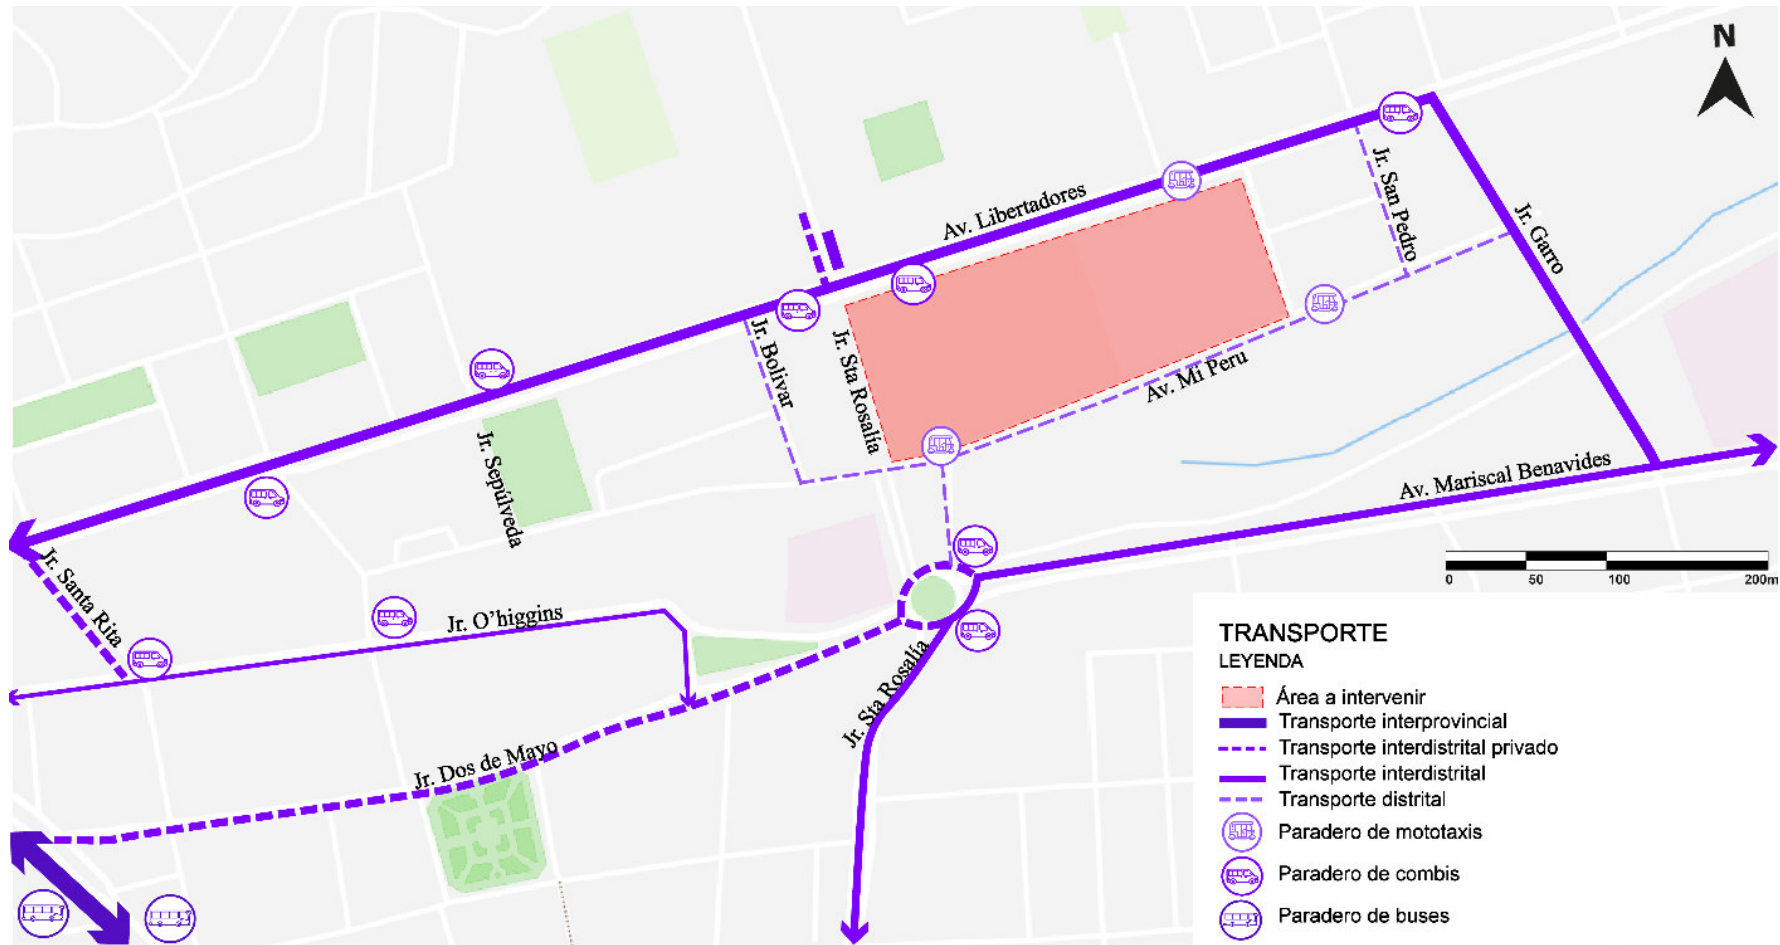 N
Av. Libertadores
Jr. San Pedro
Jr. Garro
Jr. Bolivar
Jr. Sta Rosalía
Av. Mi Peru
Jr. Sepúlveda
Av. Mariscal Benavides
Jr. Santa Rita
Jr. O'higgins
0 50 100 200m
Jr. Sta Rosalía
Jr. Dos de Mayo
TRANSPORTE
LEYENDA
Área a intervenir
Transporte interprovincial
Transporte interdistrital privado
Transporte interdistrital
Transporte distrital
Paradero de mototaxis
Paradero de combis
Paradero de buses